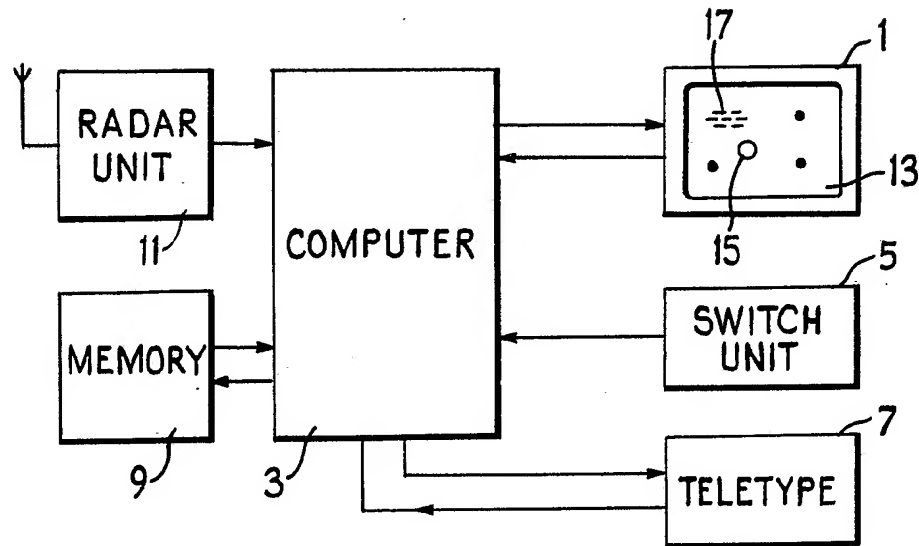 17
1
RADAR
UNIT
13
COMPUTER
11
15
5
SWITCH
UNIT
MEMORY
9
3
7
TELETYPE